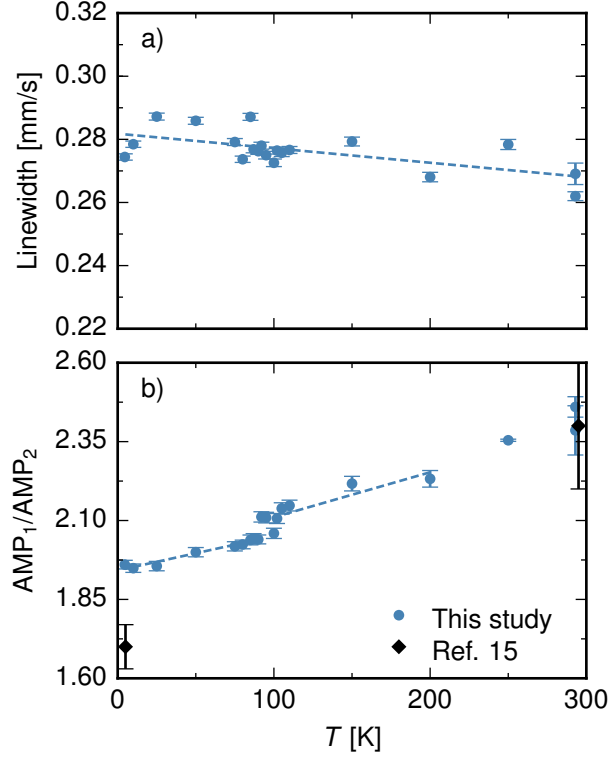 0.32
a)
0.30
0.28
0.26
0.24
0.22
Linewidth [mm/s]
2.60
b)
2.35
2.10
1.85
1.60
AMP₁/AMP₂
This study
Ref. 15
0 100 200 300
T [K]